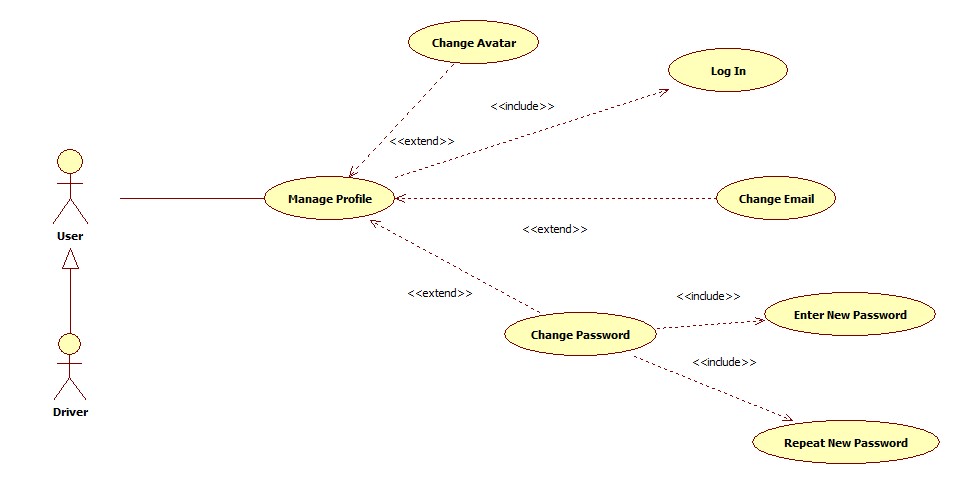 Change Avatar
Log In
<<include>>
<<extend>>
Manage Profile
Change Email
<<extend>>
User
<<extend>>
<<include>>
Enter New Password
Change Password
<<include>>
Driver
Repeat New Password